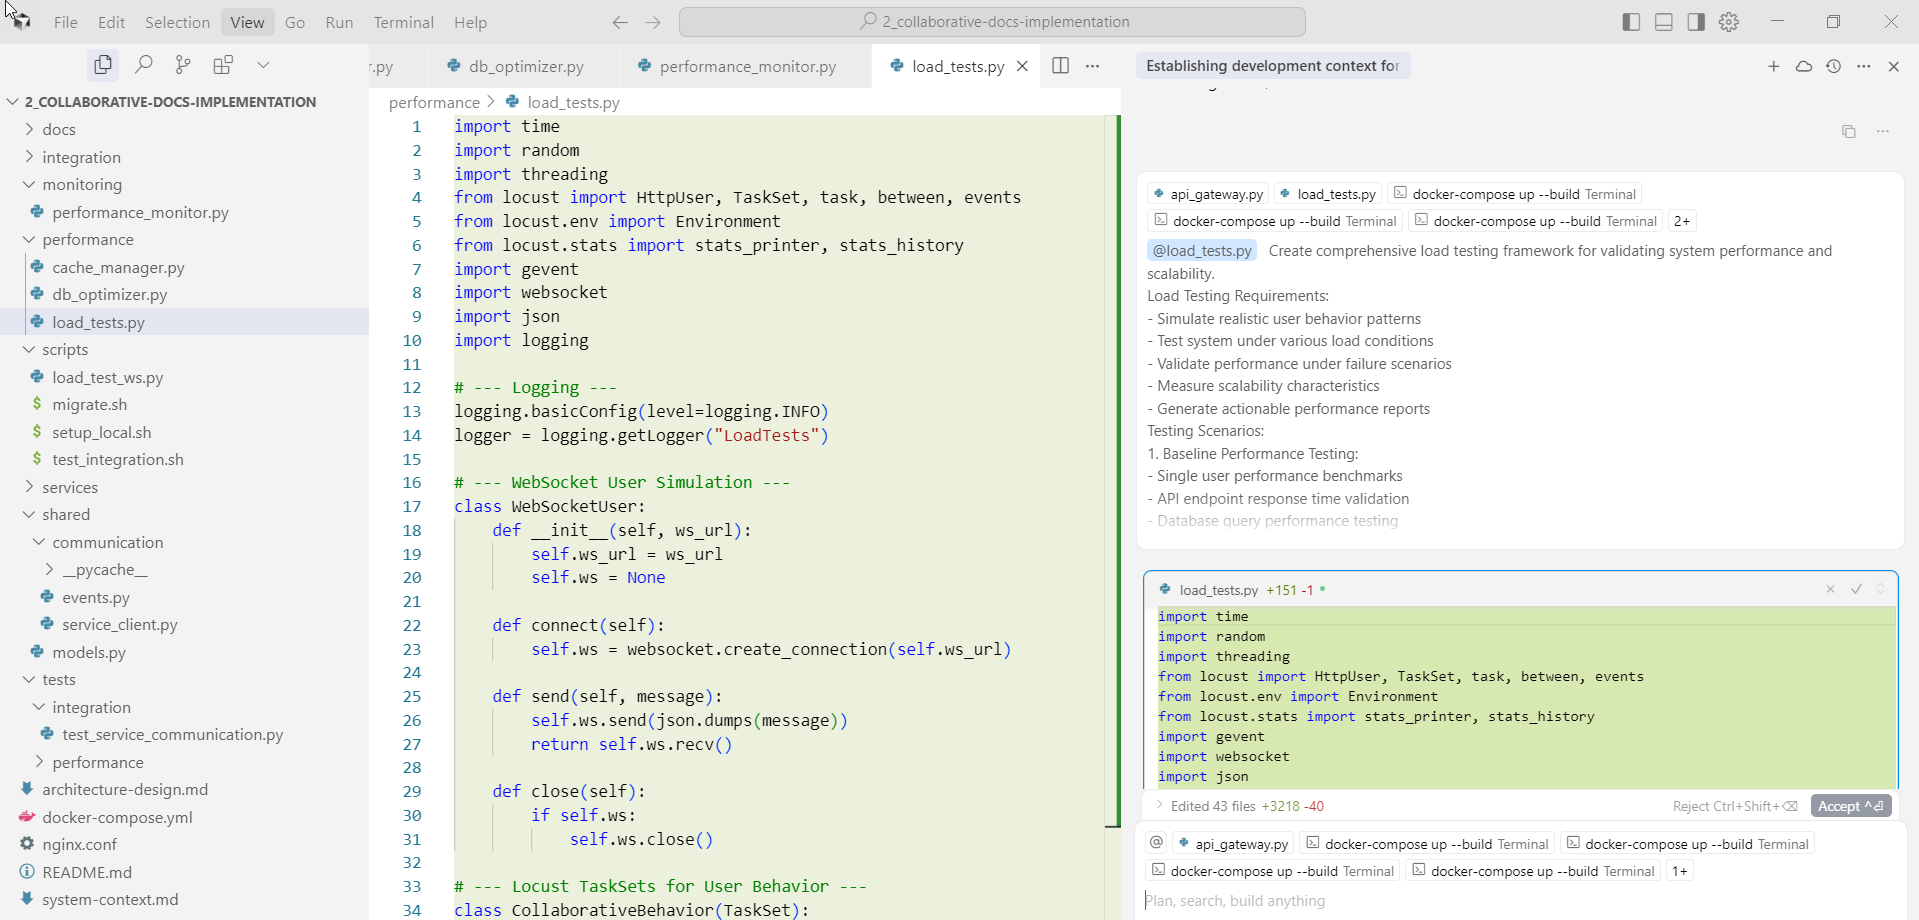 File Edit Selection View Go Run Terminal Help
2_collaborative-docs-implementation
2_COLLABORATIVE-DOCS-IMPLEMENTATION
docs
integration
monitoring
performance_monitor.py
performance
cache_manager.py
db_optimizer.py
load_tests.py
scripts
load_test_ws.py
$ migrate.sh
$ setup_local.sh
$ test_integration.sh
services
shared
communication
__pycache__
events.py
service_client.py
models.py
tests
integration
test_service_communication.py
performance
architecture-design.md
docker-compose.yml
nginx.conf
README.md
system-context.md
r.py db_optimizer.py performance_monitor.py load_tests.py
performance > load_tests.py
1 import time
2 import random
3 import threading
4 from locust import HttpUser, TaskSet, task, between, events
5 from locust.env import Environment
6 from locust.stats import stats_printer, stats_history
7 import gevent
8 import websocket
9 import json
10 import logging
11
12 # --- Logging ---
13 logging.basicConfig(level=logging.INFO)
14 logger = logging.getLogger("LoadTests")
15
16 # --- WebSocket User Simulation ---
17 class WebSocketUser:
18 def __init__(self, ws_url):
19 self.ws_url = ws_url
20 self.ws = None
21
22 def connect(self):
23 self.ws = websocket.create_connection(self.ws_url)
24
25 def send(self, message):
26 self.ws.send(json.dumps(message))
27 return self.ws.recv()
28
29 def close(self):
30 if self.ws:
31 self.ws.close()
32
33 # --- Locust TaskSets for User Behavior ---
34 class CollaborativeBehavior(TaskSet):
Establishing development context for
api_gateway.py load_tests.py docker-compose up --build Terminal
docker-compose up --build Terminal docker-compose up --build Terminal 2+
@load_tests.py Create comprehensive load testing framework for validating system performance and
scalability.
Load Testing Requirements:
- Simulate realistic user behavior patterns
- Test system under various load conditions
- Validate performance under failure scenarios
- Measure scalability characteristics
- Generate actionable performance reports
Testing Scenarios:
1. Baseline Performance Testing:
- Single user performance benchmarks
- API endpoint response time validation
- Database query performance testing
load_tests.py +151 -1
import time
import random
import threading
from locust import HttpUser, TaskSet, task, between, events
from locust.env import Environment
from locust.stats import stats_printer, stats_history
import gevent
import websocket
import json
Edited 43 files +3218 -40 Reject Ctrl+Shift+⌫ Accept ^⏎
@ api_gateway.py docker-compose up --build Terminal docker-compose up --build Terminal
docker-compose up --build Terminal docker-compose up --build Terminal 1+
Plan, search, build anything